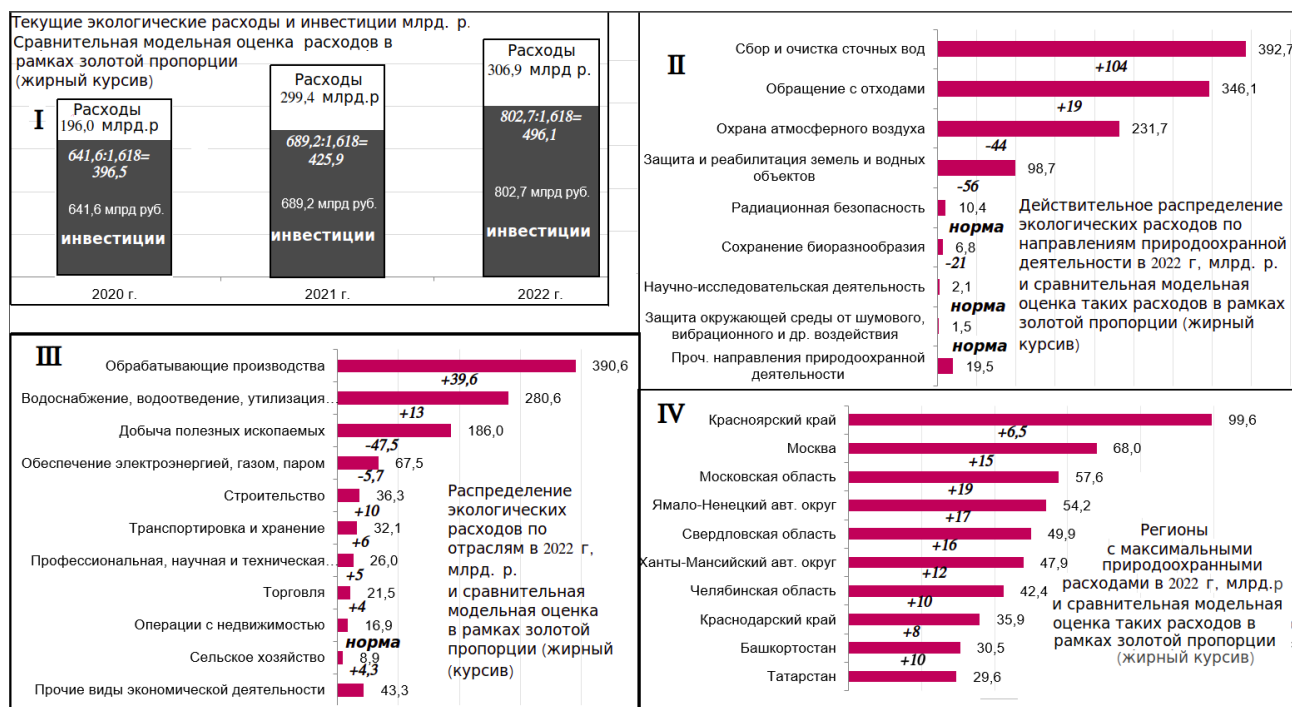 Текущие экологические расходы и инвестиции млрд. р.
Сравнительная модельная оценка расходов в
рамках золотой пропорции
(жирный курсив)
I
Расходы
196,0 млрд.р
641,6:1,618=
396,5
641,6 млрд руб.
инвестиции
Расходы
299,4 млрд.р
689,2:1,618=
425,9
689,2 млрд руб.
инвестиции
Расходы
306,9 млрд р.
802,7:1,618=
496,1
802,7 млрд руб.
инвестиции
2020 г.
2021 г.
2022 г.
II
Сбор и очистка сточных вод 392,7
+104
Обращение с отходами 346,1
+19
Охрана атмосферного воздуха 231,7
-44
Защита и реабилитация земель и водных
объектов 98,7
-56
Радиационная безопасность 10,4
норма
Сохранение биоразнообразия 6,8
-21
Научно-исследовательская деятельность 2,1
норма
Защита окружающей среды от шумового,
вибрационного и др. воздействия 1,5
норма
Проч. направления природоохранной
деятельности 19,5
Действительное распределение
экологических расходов по
направлениям природоохранной
деятельности в 2022 г, млрд. р.
и сравнительная модельная
оценка таких расходов в рамках
золотой пропорции (жирный
курсив)
III
Обрабатывающие производства 390,6
+39,6
Водоснабжение, водоотведение, утилизация… 280,6
+13
Добыча полезных ископаемых 186,0
-47,5
Обеспечение электроэнергией, газом, паром 67,5
-5,7
Строительство 36,3
+10
Транспортировка и хранение 32,1
+6
Профессиональная, научная и техническая… 26,0
+5
Торговля 21,5
+4
Операции с недвижимостью 16,9
норма
Сельское хозяйство 8,9
+4,3
Прочие виды экономической деятельности 43,3
Распределение
экологических
расходов по
отраслям в 2022 г,
млрд. р.
и сравнительная
модельная оценка
в рамках золотой
пропорции (жирный
(курсив)
IV
Красноярский край 99,6
+6,5
Москва 68,0
+15
Московская область 57,6
+19
Ямало-Ненецкий авт. округ 54,2
+17
Свердловская область 49,9
+16
Ханты-Мансийский авт. округ 47,9
+12
Челябинская область 42,4
+10
Краснодарский край 35,9
+8
Башкортостан 30,5
+10
Татарстан 29,6
Регионы
с максимальными
природоохранными
расходами в 2022 г, млрд.р
и сравнительная модельная
оценка таких расходов в
рамках золотой пропорции
(жирный курсив)